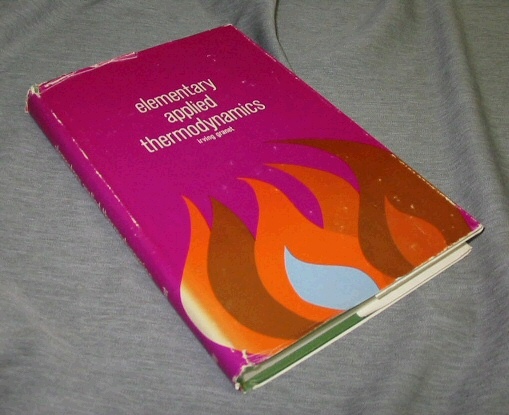 elementary
applied
thermodynamics
irving granet